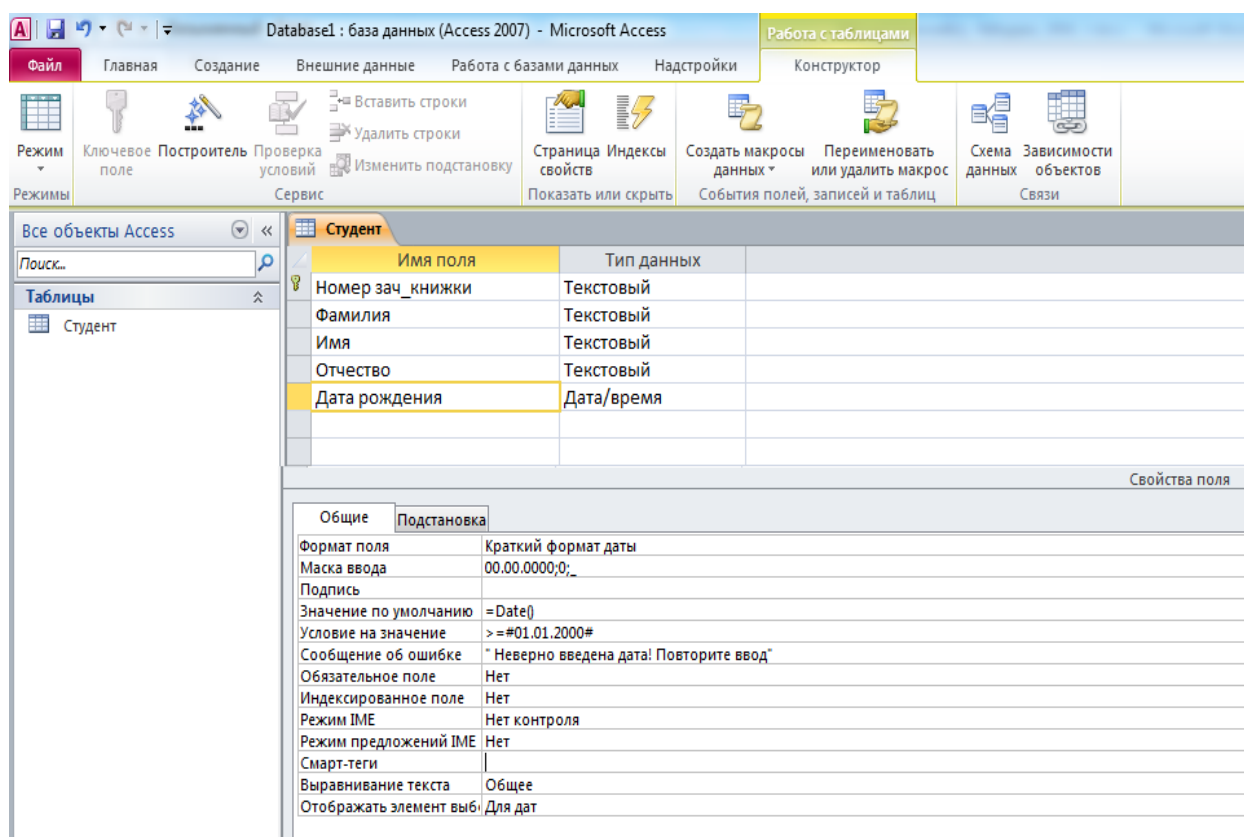 Database1 : база данных (Access 2007) - Microsoft Access
Работа с таблицами
Файл Главная Создание Внешние данные Работа с базами данных Надстройки Конструктор
Режим
Ключевое поле
Построитель
Проверка условий
Вставить строки
Удалить строки
Изменить подстановку
Страница свойств
Индексы
Создать макросы данных
Переименовать или удалить макрос
Схема данных
Зависимости объектов
Режимы Сервис Показать или скрыть События полей, записей и таблиц Связи
Все объекты Access
Поиск...
Таблицы
Студент
Студент
Имя поля Тип данных
Номер зач_книжки Текстовый
Фамилия Текстовый
Имя Текстовый
Отчество Текстовый
Дата рождения Дата/время
Свойства поля
Общие Подстановка
Формат поля Краткий формат даты
Маска ввода 00.00.0000;0;_
Подпись
Значение по умолчанию =Date()
Условие на значение >=#01.01.2000#
Сообщение об ошибке " Неверно введена дата! Повторите ввод"
Обязательное поле Нет
Индексированное поле Нет
Режим IME Нет контроля
Режим предложений IME Нет
Смарт-теги
Выравнивание текста Общее
Отображать элемент выб Для дат